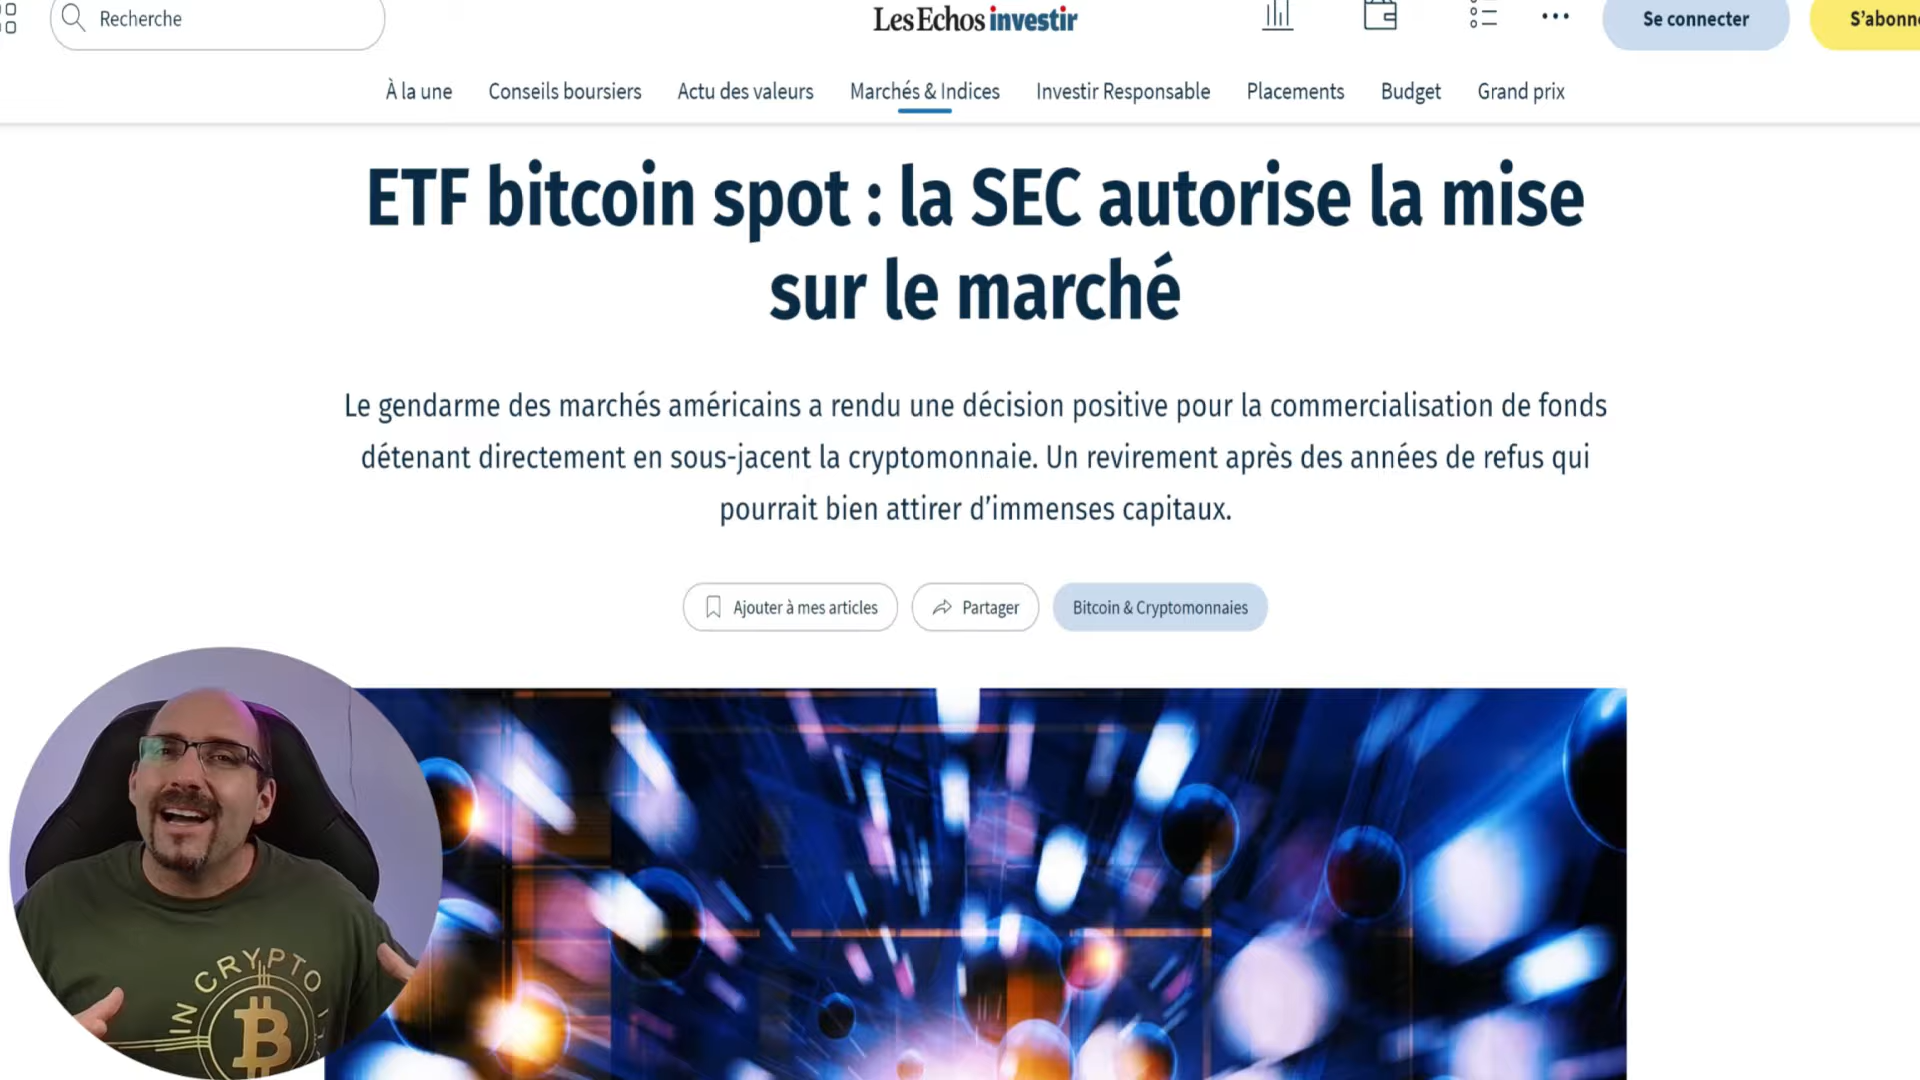 Recherche
Les Echos investir
Se connecter
S'abonn
À la une Conseils boursiers Actu des valeurs Marchés & Indices Investir Responsable Placements Budget Grand prix
ETF bitcoin spot : la SEC autorise la mise
sur le marché
Le gendarme des marchés américains a rendu une décision positive pour la commercialisation de fonds
détenant directement en sous-jacent la cryptomonnaie. Un revirement après des années de refus qui
pourrait bien attirer d’immenses capitaux.
Ajouter à mes articles
Partager
Bitcoin & Cryptomonnaies
IN CRYPTO